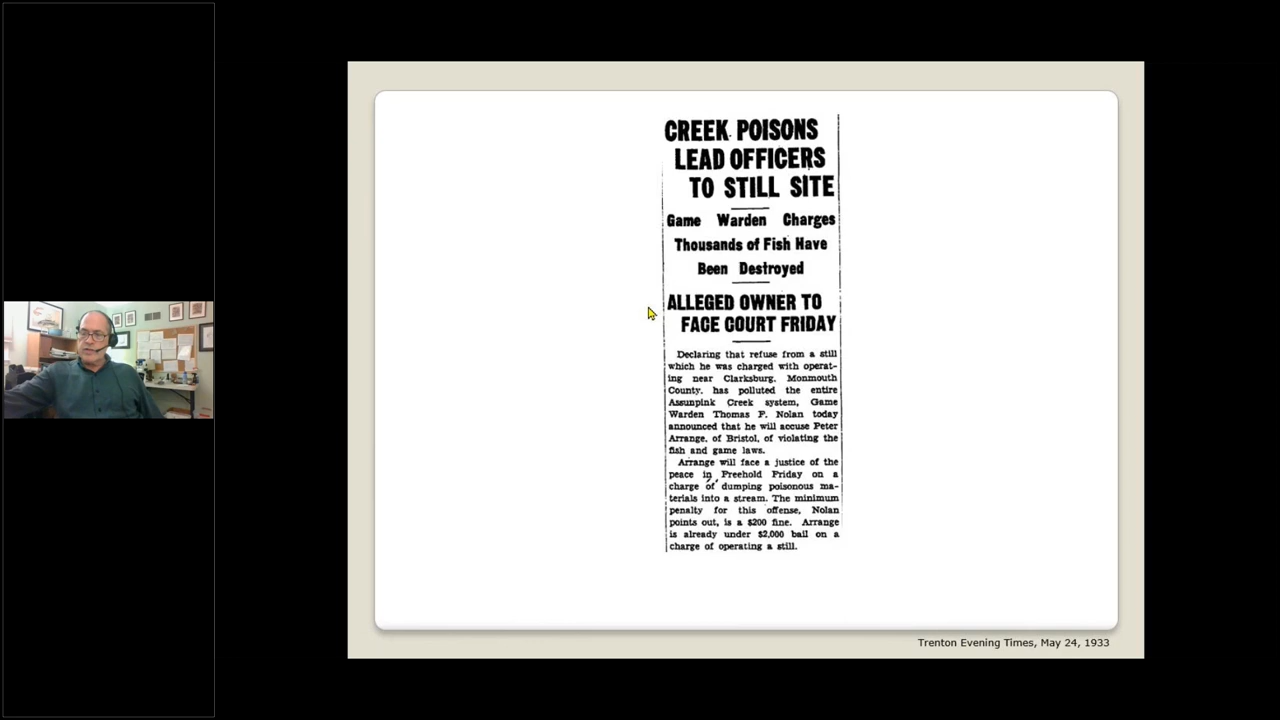 CREEK POISONS
LEAD OFFICERS
TO STILL SITE
Game Warden Charges
Thousands of Fish Have
Been Destroyed
ALLEGED OWNER TO
FACE COURT FRIDAY
Declaring that refuse from a still
which he was charged with operat-
ing near Clarksburg, Monmouth
County, has polluted the entire
Assunpink Creek system, Game
Warden Thomas P. Nolan today
announced that he will accuse Peter
Arrange, of Bristol, of violating the
fish and game laws.
Arrange will face a justice of the
peace in Freehold Friday on a
charge of dumping poisonous ma-
terials into a stream. The minimum
penalty for this offense, Nolan
points out, is a $200 fine. Arrange
is already under $2,000 bail on a
charge of operating a still.
Trenton Evening Times, May 24, 1933